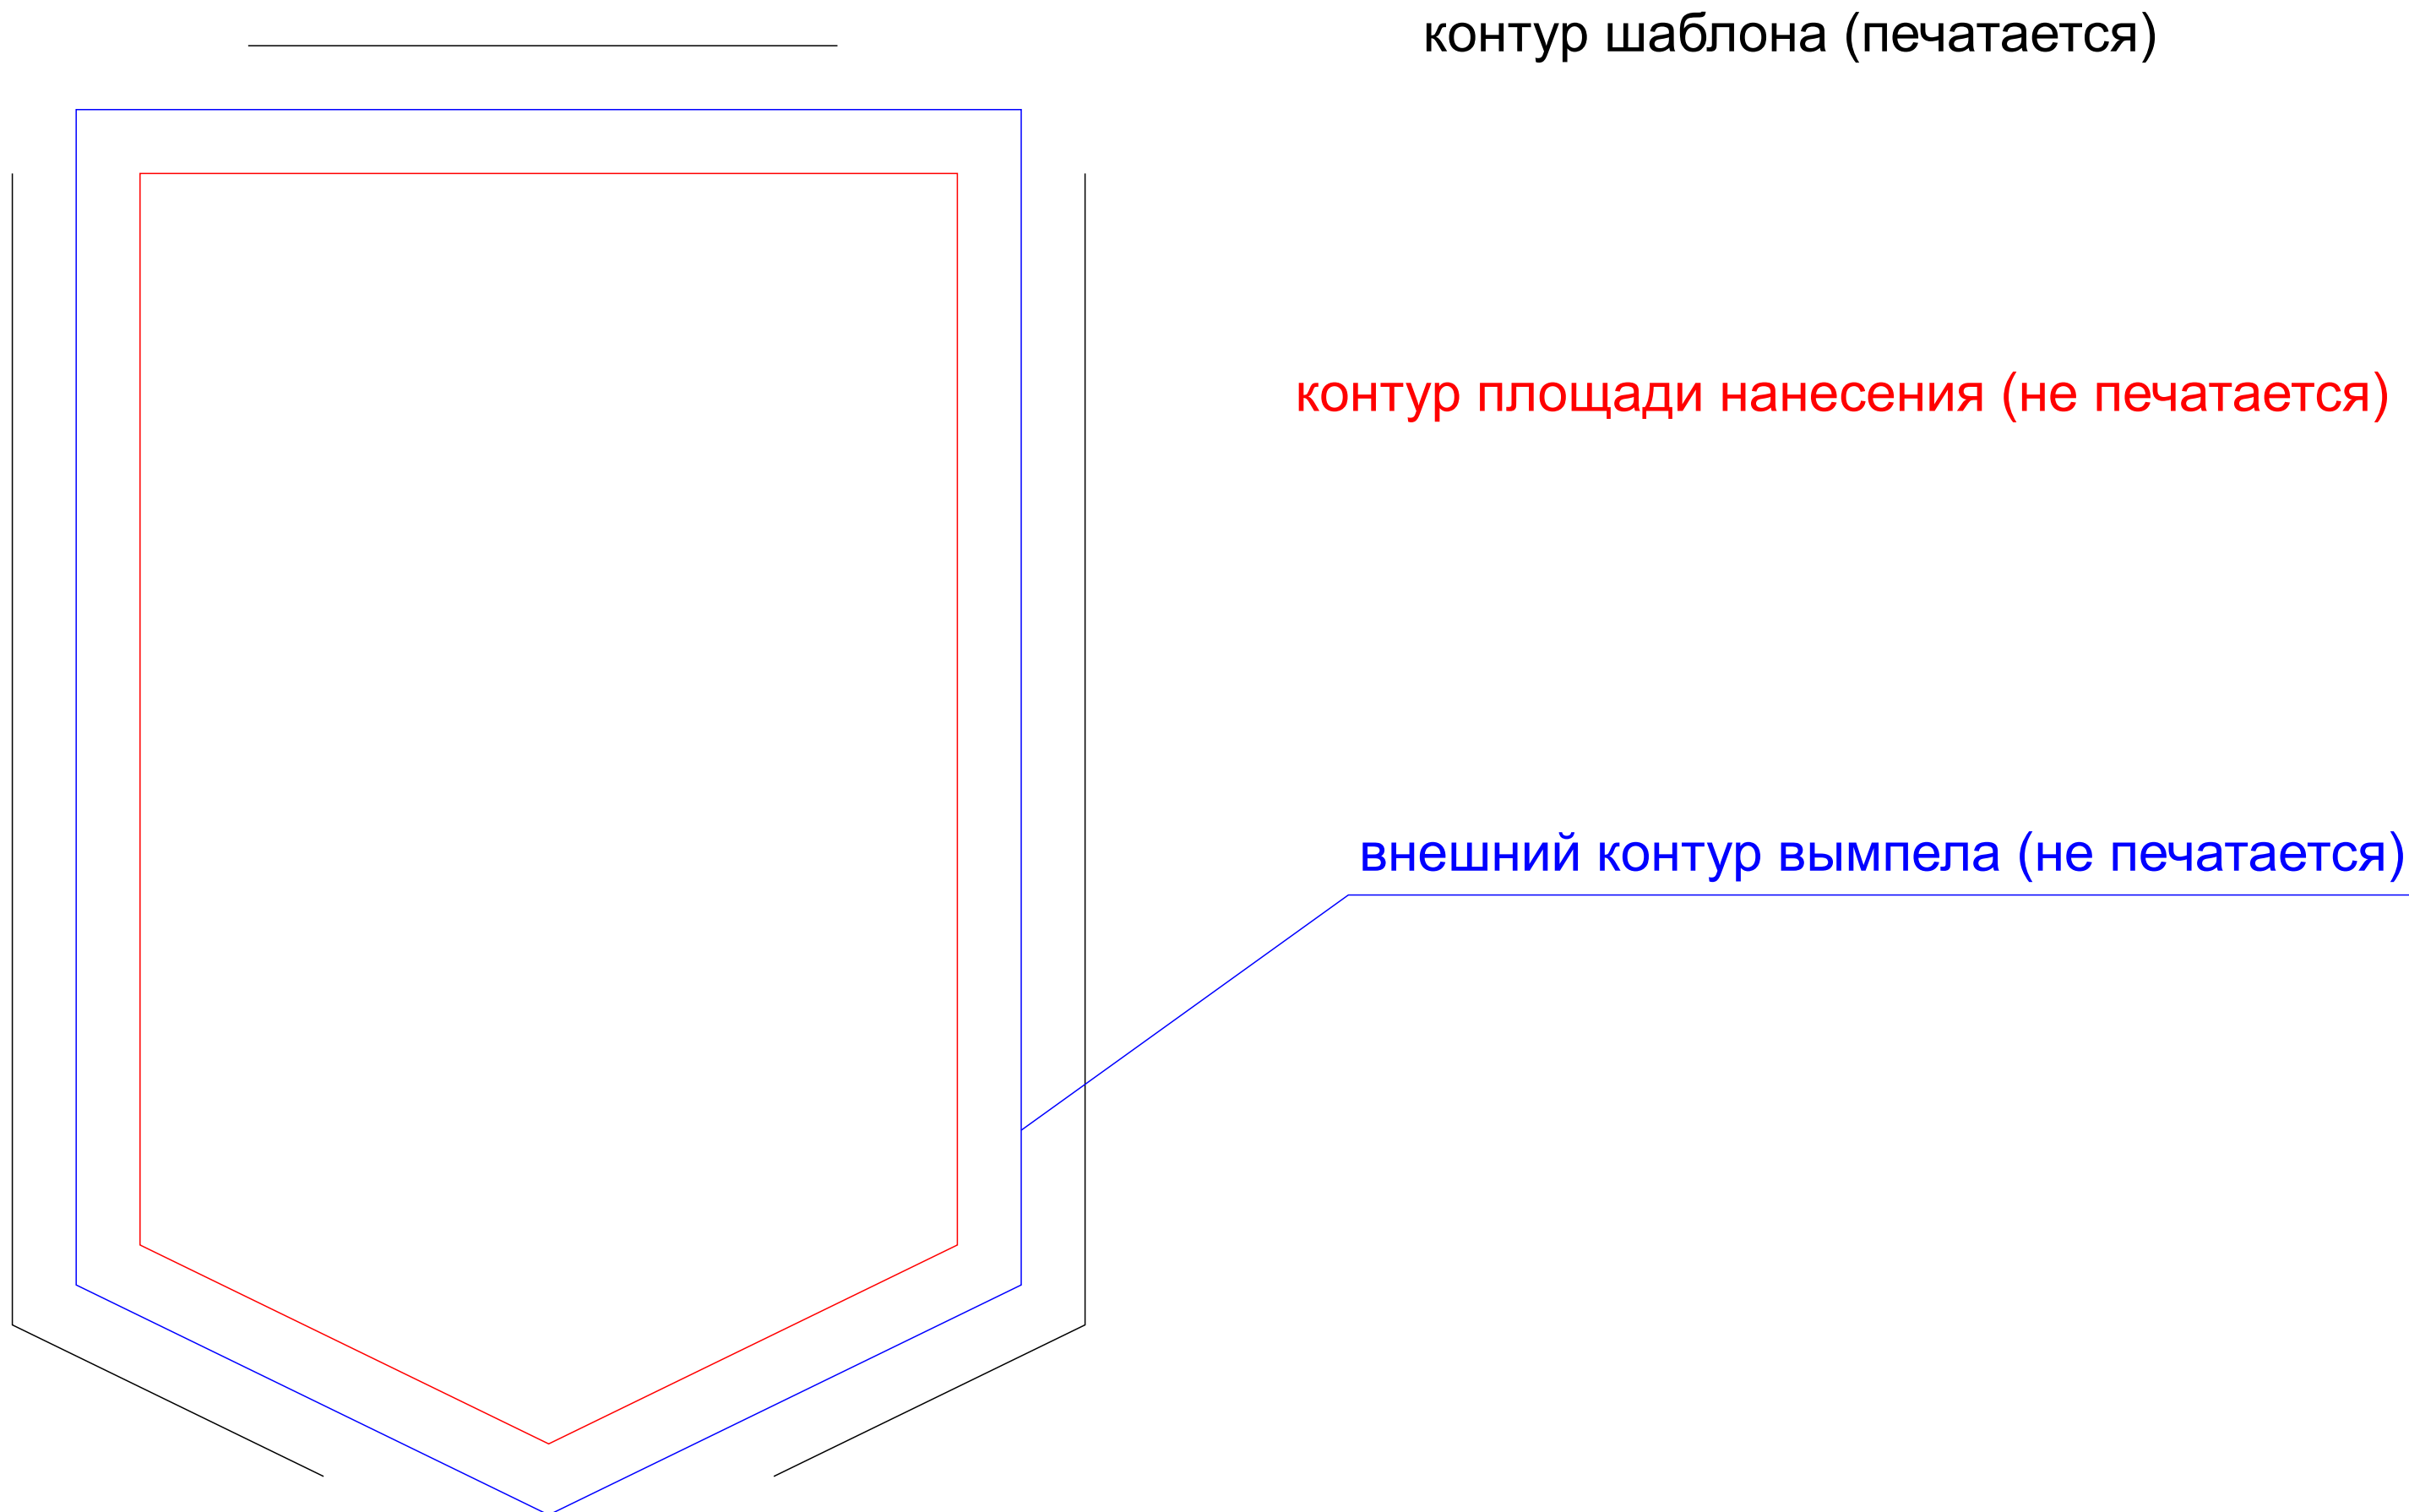 контур шаблона (печатается)
контур площади нанесения (не печатается)
внешний контур вымпела (не печатается)